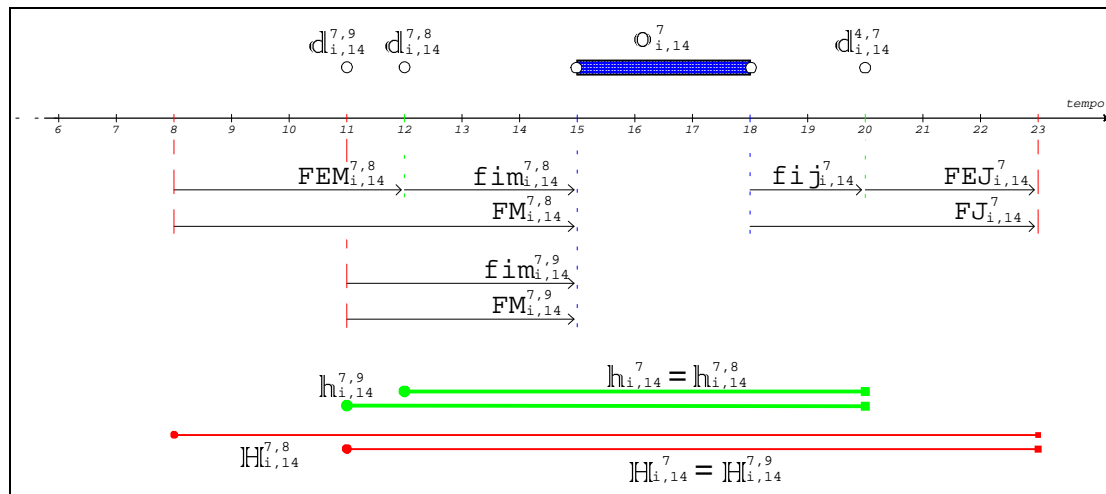 d^{7,9}_{i,14} d^{7,8}_{i,14} o^{7}_{i,14} d^{4,7}_{i,14}
tempo
6 7 8 9 10 11 12 13 14 15 16 17 18 19 20 21 22 23
FEM^{7,8}_{i,14} fim^{7,8}_{i,14} fij^{7}_{i,14} FEJ^{7}_{i,14}
FM^{7,8}_{i,14} FJ^{7}_{i,14}
fim^{7,9}_{i,14}
FM^{7,9}_{i,14}
h^{7,9}_{i,14} h^{7}_{i,14} = h^{7,8}_{i,14}
H^{7,8}_{i,14} H^{7}_{i,14} = H^{7,9}_{i,14}